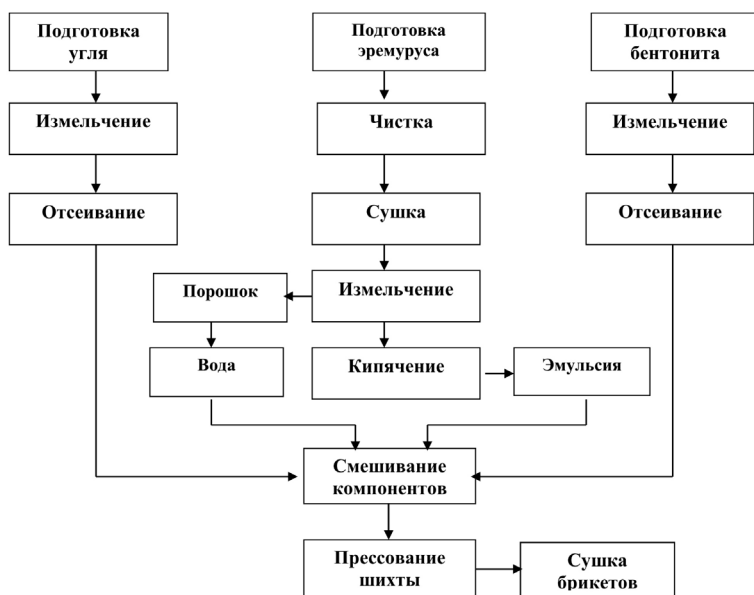 Подготовка
угля
Подготовка
эремуруса
Подготовка
бентонита
Измельчение
Чистка
Измельчение
Отсеивание
Сушка
Отсеивание
Порошок
Измельчение
Вода
Кипячение
Эмульсия
Смешивание
компонентов
Прессование
шихты
Сушка
брикетов